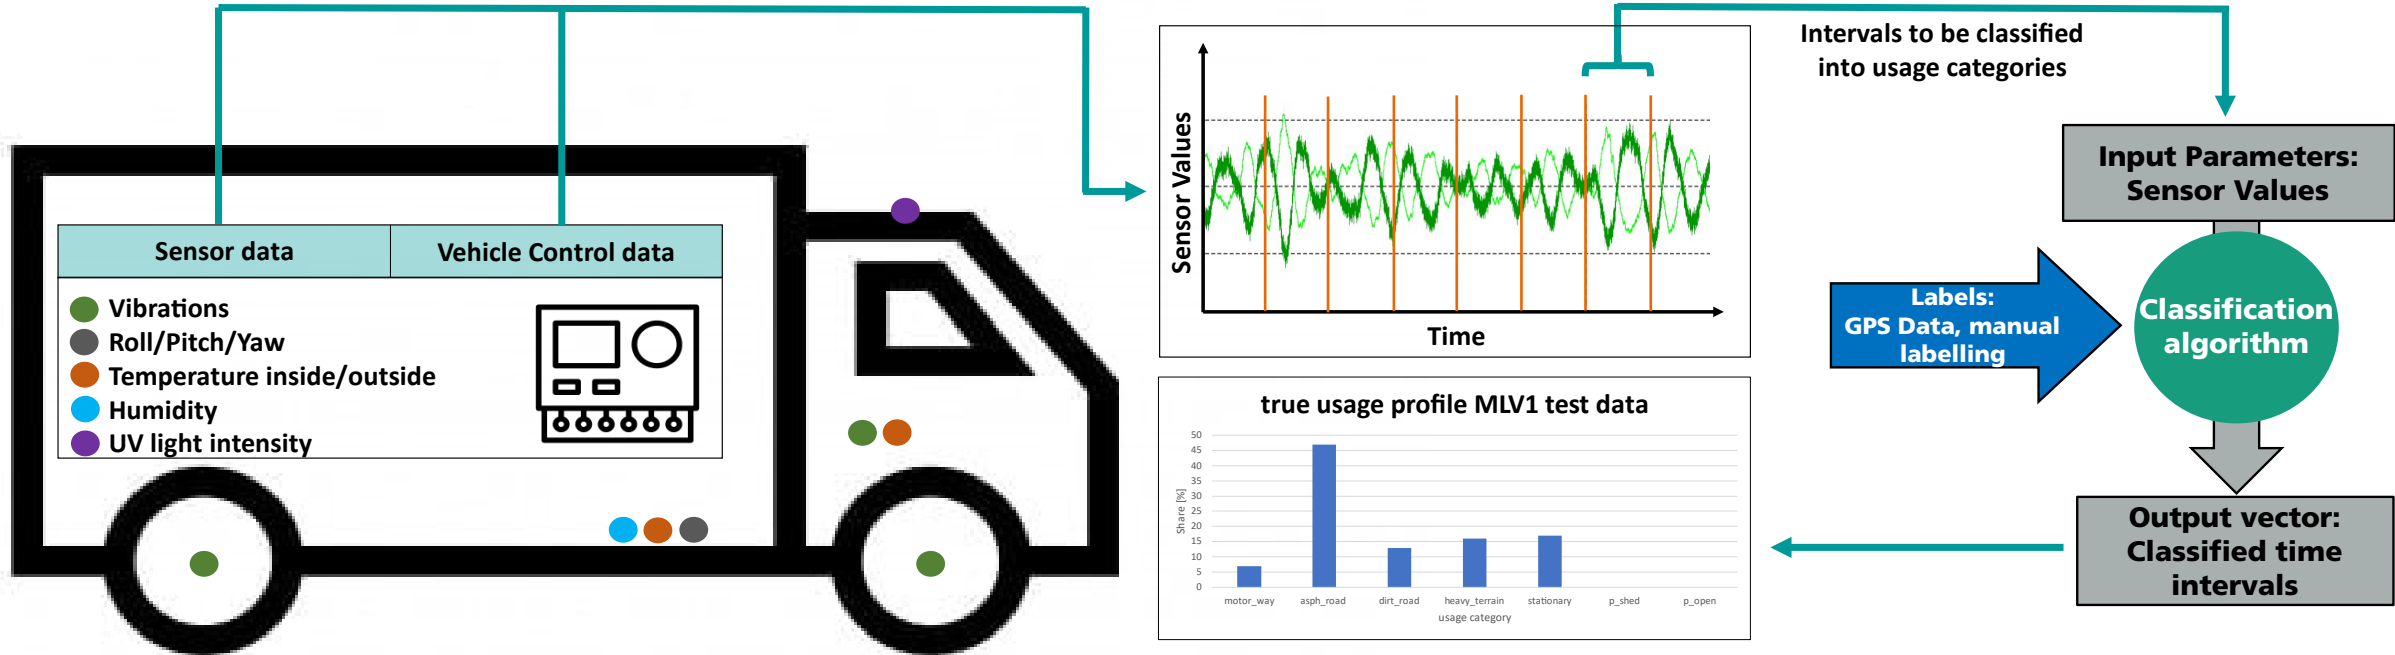 Sensor data
Vehicle Control data
Vibrations
Roll/Pitch/Yaw
Temperature inside/outside
Humidity
UV light intensity
Sensor Values
Time
Intervals to be classified
into usage categories
Input Parameters:
Sensor Values
Labels:
GPS Data, manual
labelling
Classification
algorithm
Output vector:
Classified time
intervals
true usage profile MLV1 test data
Share [%]
50
45
40
35
30
25
20
15
10
5
0
motor_way asph_road dirt_road heavy_terrain stationary p_shed p_open
usage category